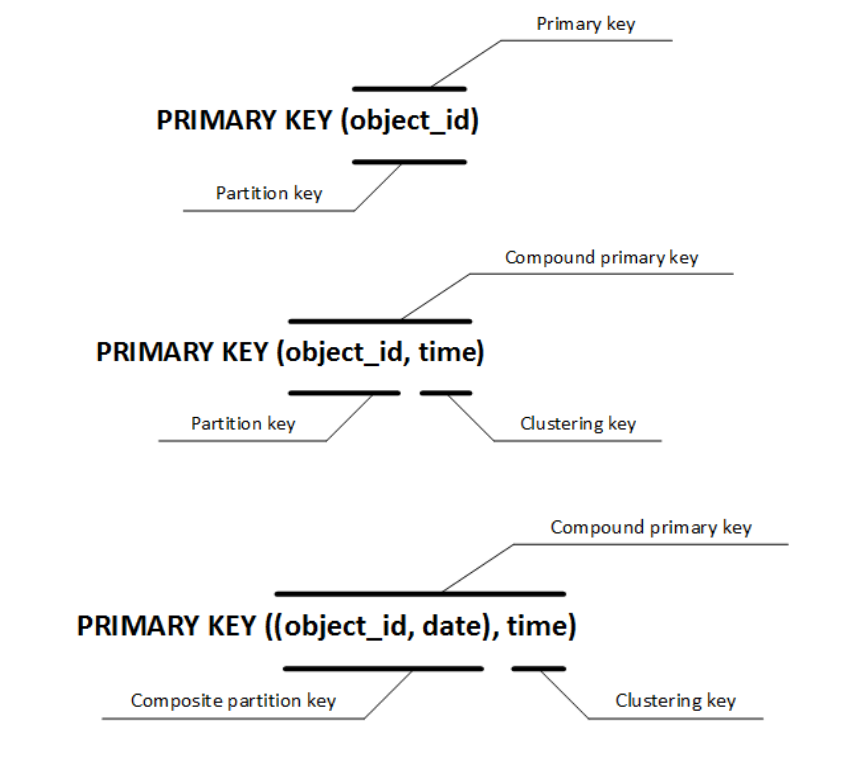 Primary key
PRIMARY KEY (object_id)
Partition key
Compound primary key
PRIMARY KEY (object_id, time)
Partition key
Clustering key
Compound primary key
PRIMARY KEY ((object_id, date), time)
Composite partition key
Clustering key